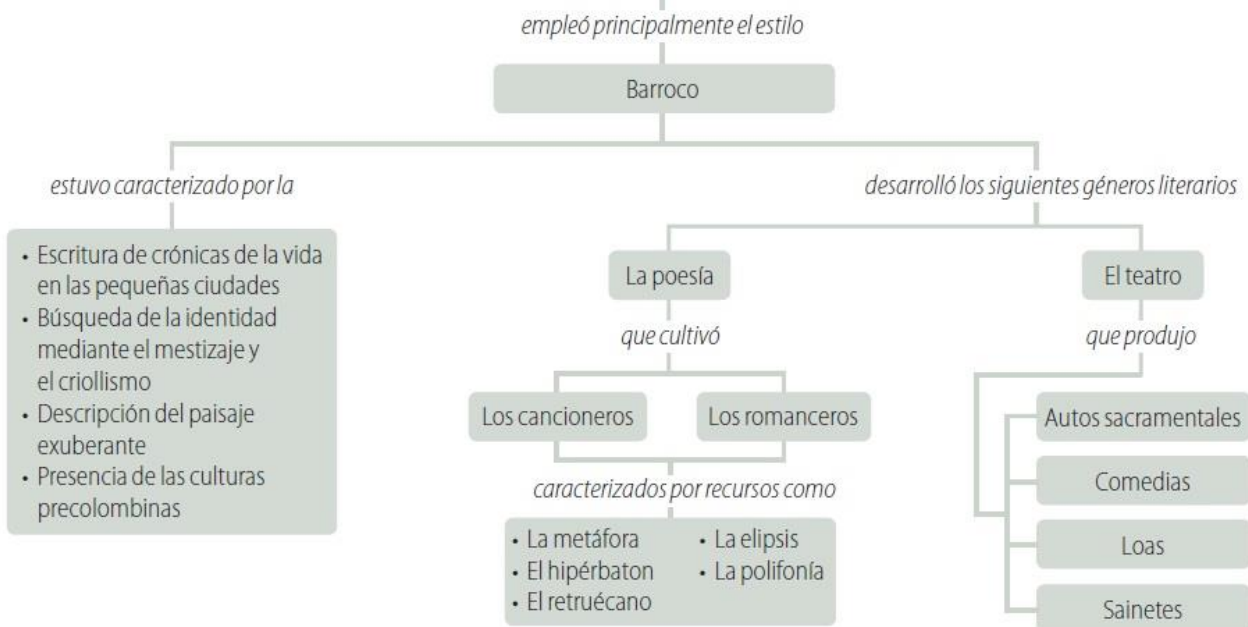 empleó principalmente el estilo
Barroco
estuvo caracterizado por la
• Escritura de crónicas de la vida
en las pequeñas ciudades
• Búsqueda de la identidad
mediante el mestizaje y
el criollismo
• Descripción del paisaje
exuberante
• Presencia de las culturas
precolombinas
desarrolló los siguientes géneros literarios
La poesía
que cultivó
Los cancioneros
Los romanceros
caracterizados por recursos como
• La metáfora
• El hipérbaton
• El retruécano
• La elipsis
• La polifonía
El teatro
que produjo
Autos sacramentales
Comedias
Loas
Sainetes